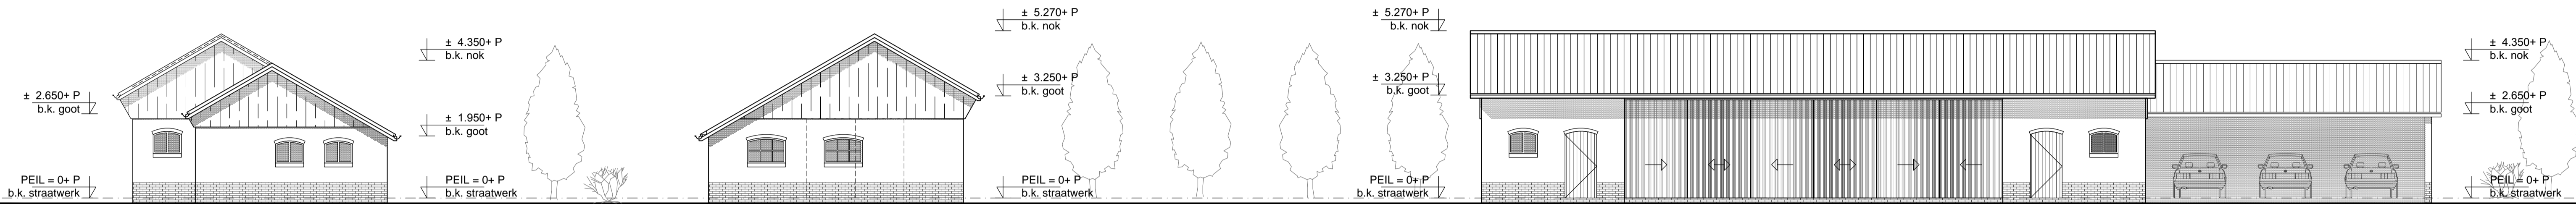 ± 2.650+ P
b.k. goot
PEIL = 0+ P
b.k. straatwerk
± 4.350+ P
b.k. nok
± 1.950+ P
b.k. goot
PEIL = 0+ P
b.k. straatwerk
± 5.270+ P
b.k. nok
± 3.250+ P
b.k. goot
PEIL = 0+ P
b.k. straatwerk
± 5.270+ P
b.k. nok
± 3.250+ P
b.k. goot
PEIL = 0+ P
b.k. straatwerk
± 4.350+ P
b.k. nok
± 2.650+ P
b.k. goot
PEIL = 0+ P
b.k. straatwerk